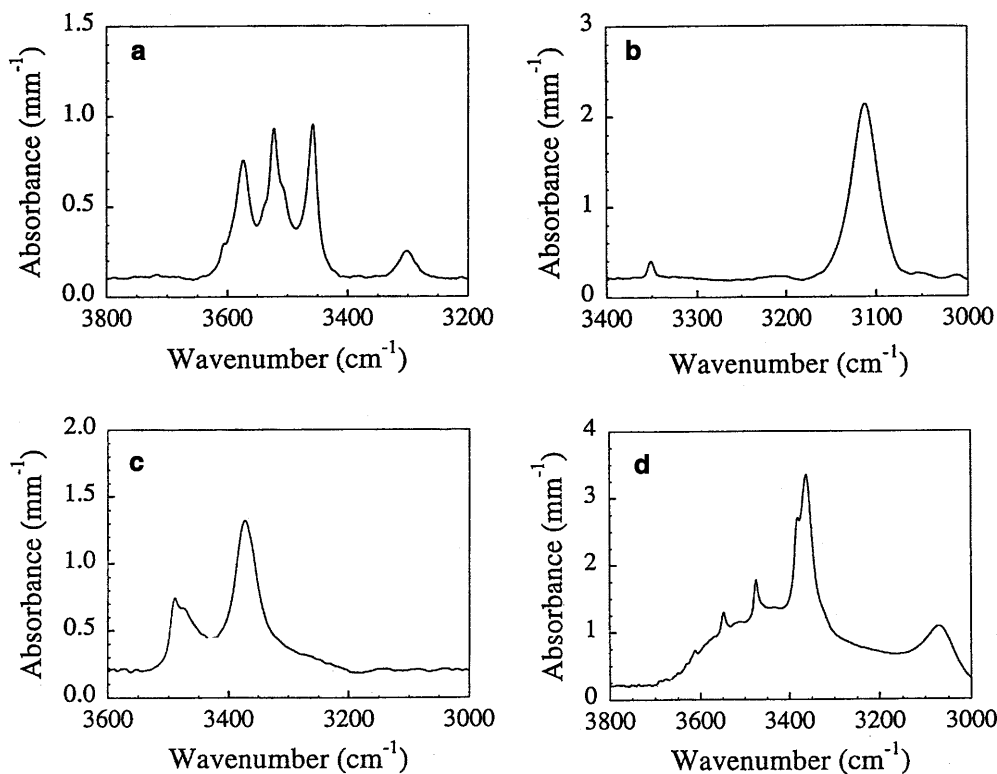 a
Absorbance (mm-1)
1.5
1.0
0.5
0.0
3800 3600 3400 3200
Wavenumber (cm-1)
b
Absorbance (mm-1)
3
2
1
0
3400 3300 3200 3100 3000
Wavenumber (cm-1)
c
Absorbance (mm-1)
2.0
1.5
1.0
0.5
0.0
3600 3400 3200 3000
Wavenumber (cm-1)
d
Absorbance (mm-1)
4
3
2
1
0
3800 3600 3400 3200 3000
Wavenumber (cm-1)